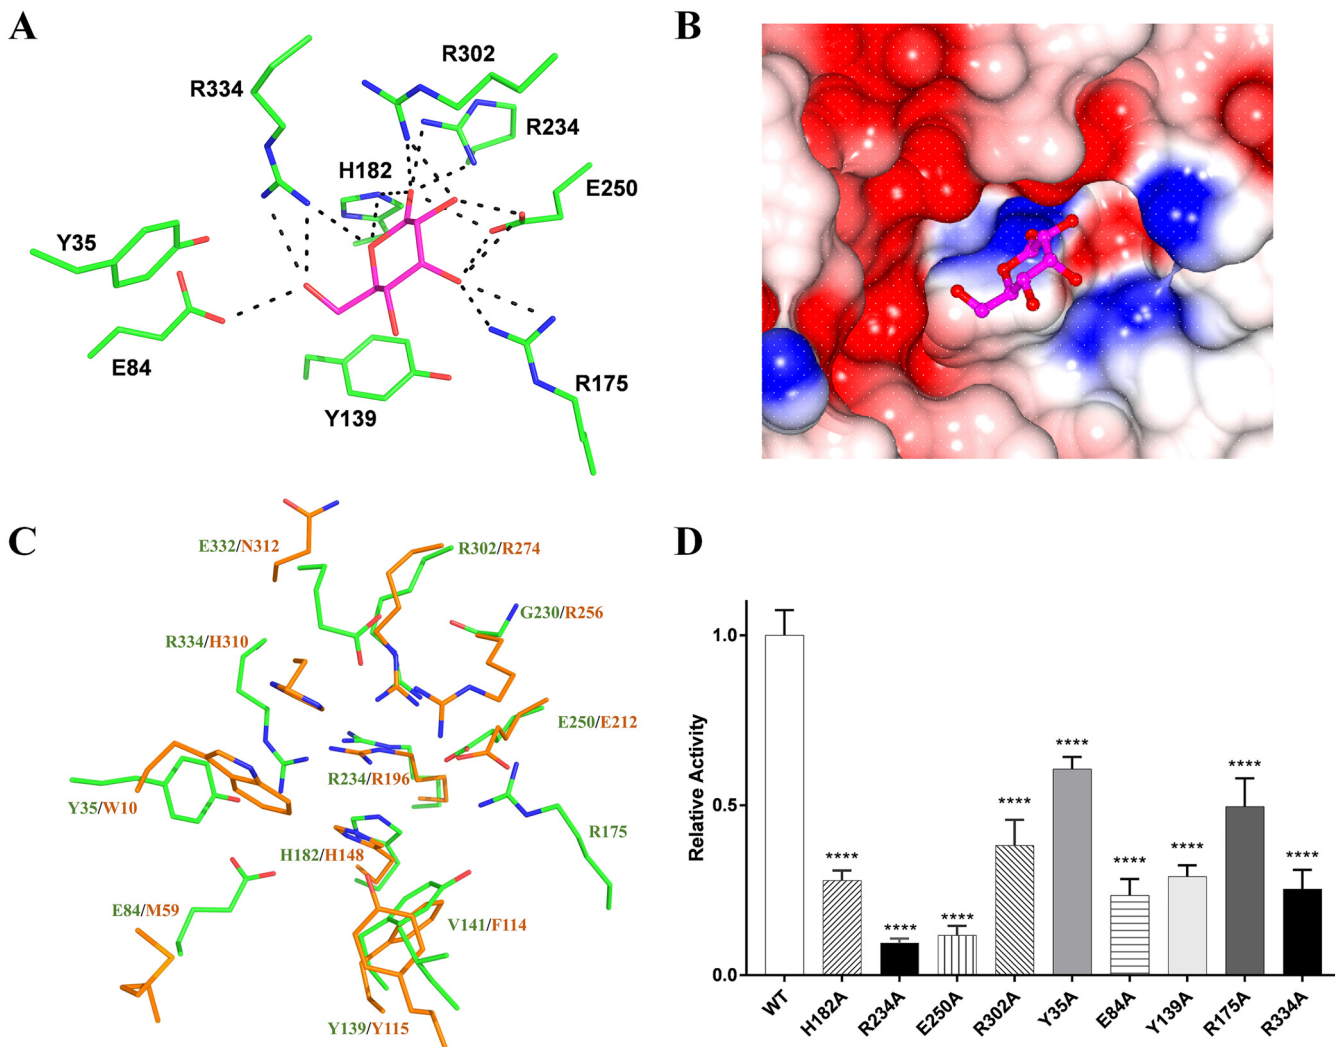 A
R334
R302
R234
H182
E250
Y35
E84
Y139
R175
B
C
E332/N312
R302/R274
G230/R256
R334/H310
E250/E212
R234/R196
Y35/W10
R175
H182/H148
E84/M59
V141/F114
Y139/Y115
D
Relative Activity
1.0
0.5
0.0
****
****
****
****
****
****
****
****
****
WT
H182A
R234A
E250A
R302A
Y35A
E84A
Y139A
R175A
R334A